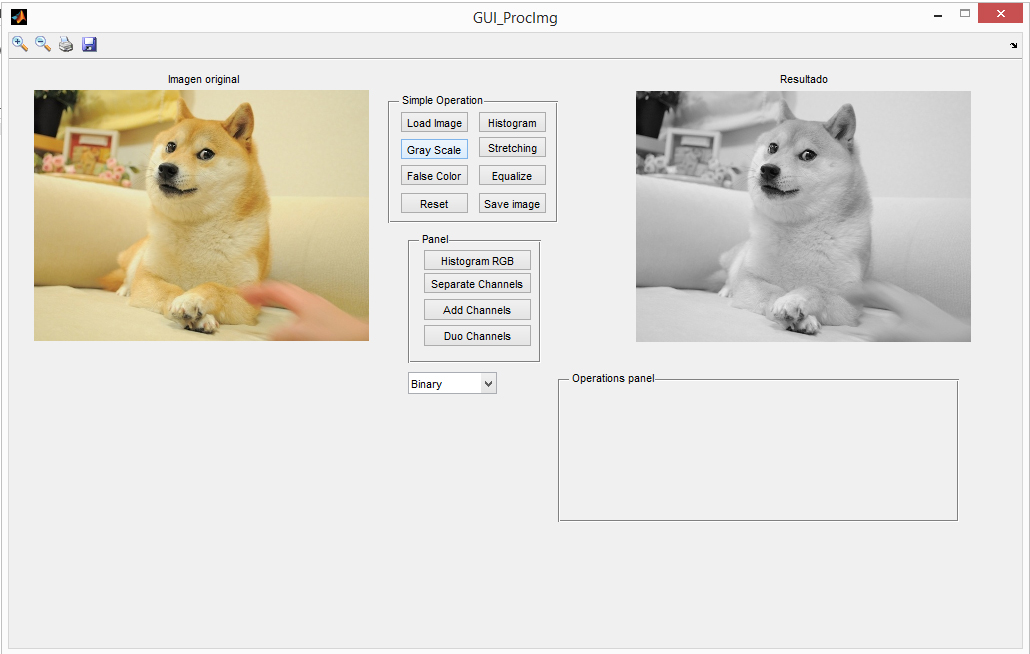 GUI_ProcImg
Imagen original
Resultado
Simple Operation
Load Image
Histogram
Gray Scale
Stretching
False Color
Equalize
Reset
Save image
Panel
Histogram RGB
Separate Channels
Add Channels
Duo Channels
Binary
Operations panel